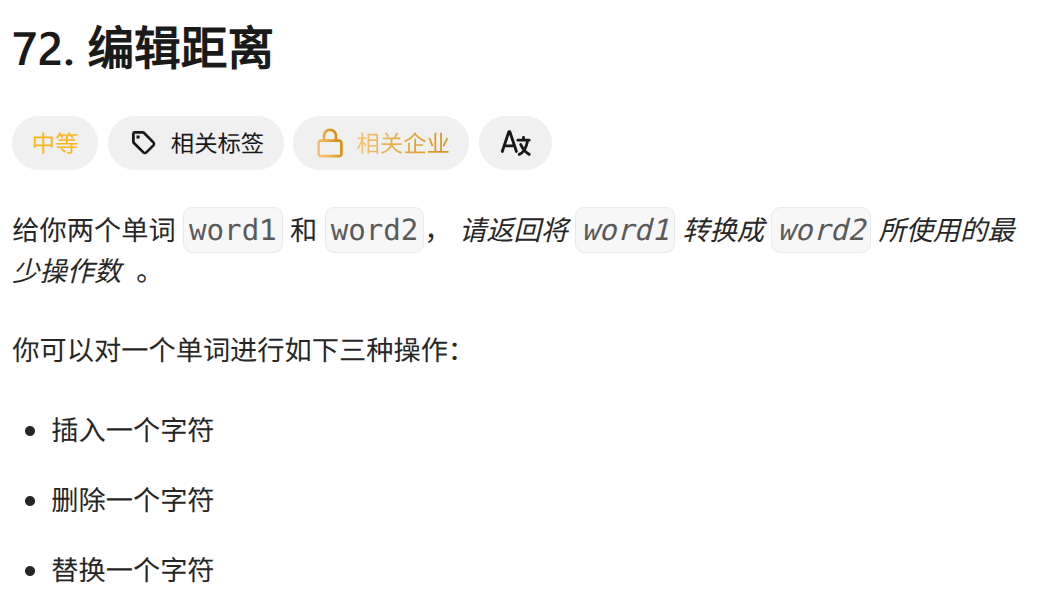 72. 编辑距离
中等 相关标签 相关企业
给你两个单词 word1 和 word2， 请返回将 word1 转换成 word2 所使用的最
少操作数 。
你可以对一个单词进行如下三种操作：
插入一个字符
删除一个字符
替换一个字符